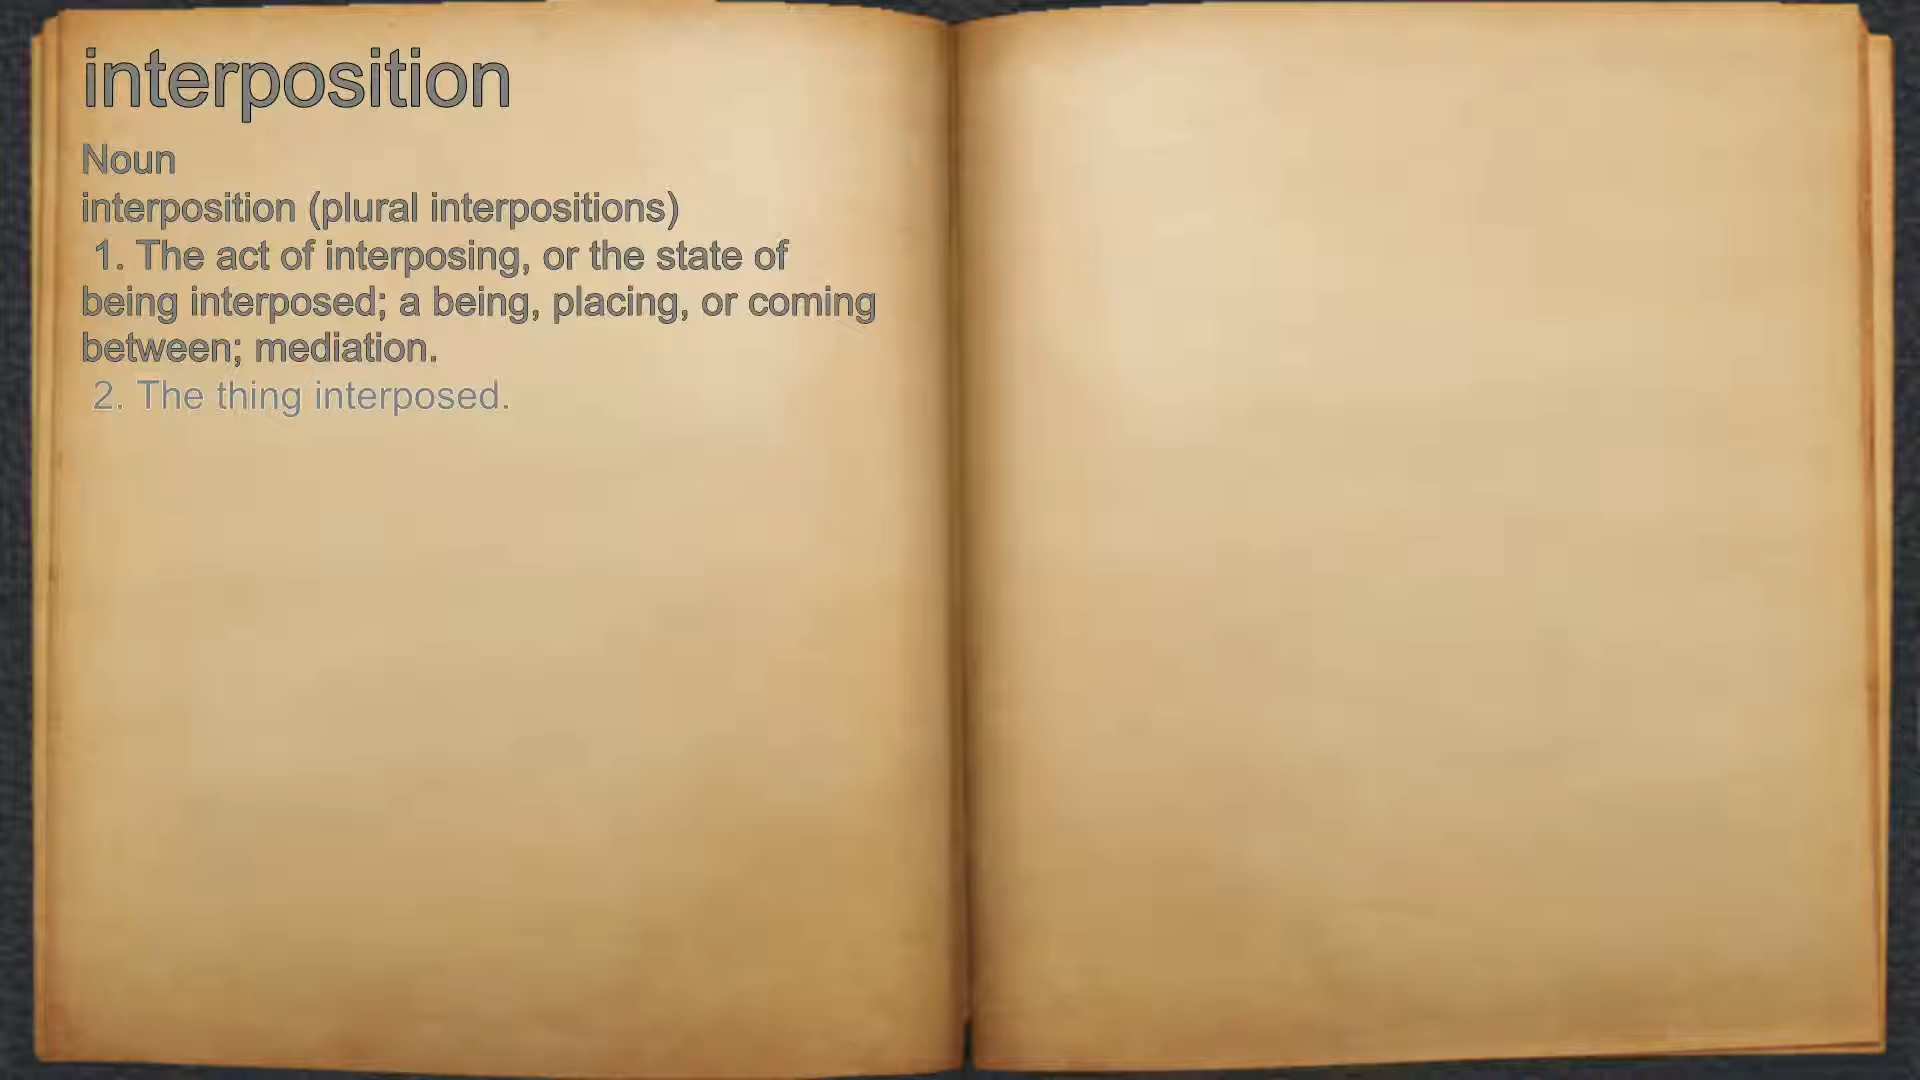 interposition
Noun
interposition (plural interpositions)
1. The act of interposing, or the state of
being interposed; a being, placing, or coming
between; mediation.
2. The thing interposed.